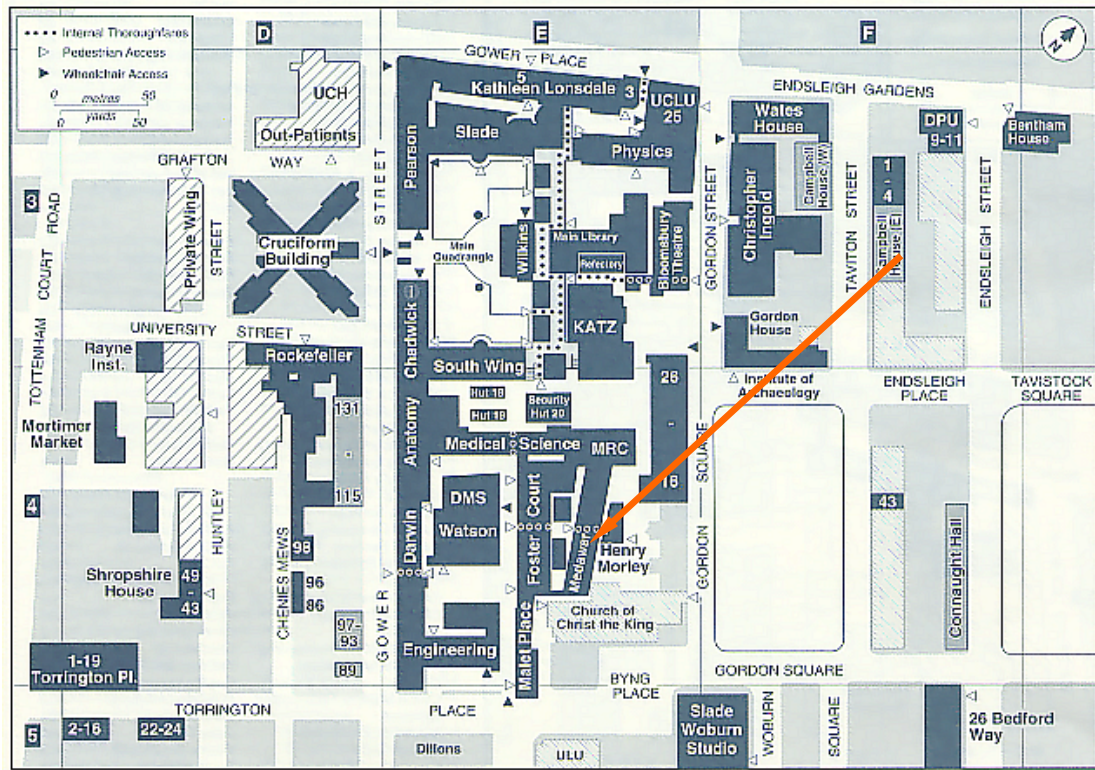 Internal Thoroughfares
Pedestrian Access
Wheelchair Access
0 metres 50
0 yards 50
D
E
F
N
UCH
Out-Patients
GOWER PLACE
5
Kathleen Lonsdale
3
UCLU
25
Slade
Physics
Pearson
ENDSLEIGH GARDENS
Wales
House
DPU
9-11
Bentham
House
Campbell
House (W)
1
-
4
Campbell
House (E)
GRAFTON WAY
3
TOTTENHAM COURT ROAD
Private Wing
STREET
Cruciform
Building
GOWER STREET
Main
Quadrangle
Wilkins
Main Library
Refectory
Bloomsbury
Theatre
GORDON STREET
Christopher
Ingold
TAVITON STREET
ENDSLEIGH STREET
UNIVERSITY STREET
Rayne
Inst.
Rockefeller
Chadwick
South Wing
KATZ
Gordon
House
Institute of
Archaeology
ENDSLEIGH
PLACE
TAVISTOCK
SQUARE
Mortimer
Market
131
-
115
Anatomy
Hut 18
Hut 19
Security
Hut 20
26
-
16
Medical Science
MRC
4
HUNTLEY
DMS
Watson
Foster Court
Medawar
Henry
Morley
GORDON SQUARE
43
Connaught Hall
Darwin
CHENIES MEWS
98
96
86
Shropshire
House
49
-
43
97-
93
89
Church of
Christ the King
Engineering
Malet Place
1-19
Torrington Pl.
BYNG
PLACE
GORDON SQUARE
TORRINGTON PLACE
5
2-16
22-24
Dillons
ULU
Slade
Woburn
Studio
WOBURN SQUARE
26 Bedford
Way